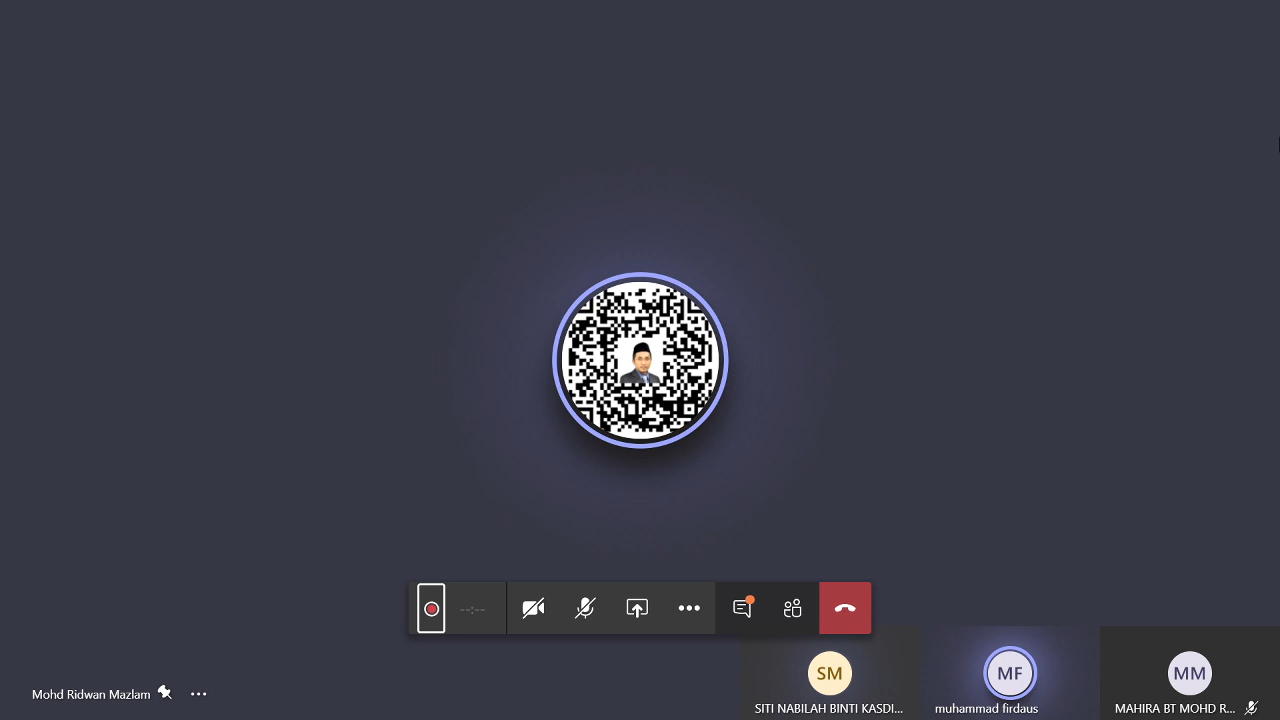 --:--
Mohd Ridwan Mazlam
SM
SITI NABILAH BINTI KASDI...
MF
muhammad firdaus
MM
MAHIRA BT MOHD R...